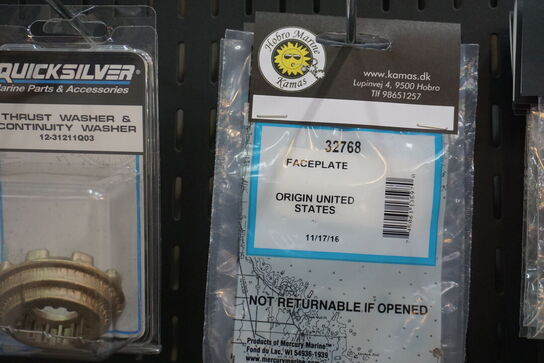 QUICKSILVER
Marine Parts & Accessories
THRUST WASHER &
CONTINUITY WASHER
12-31211Q03
Hobro Marine
Kamas
www.kamas.dk
Lupinvej 4, 9500 Hobro
Tlf 98651257
32768
FACEPLATE
ORIGIN UNITED
STATES
11/17/16
NOT RETURNABLE IF OPENED
Products of Mercury Marine
Fond du Lac, WI 54936-1939